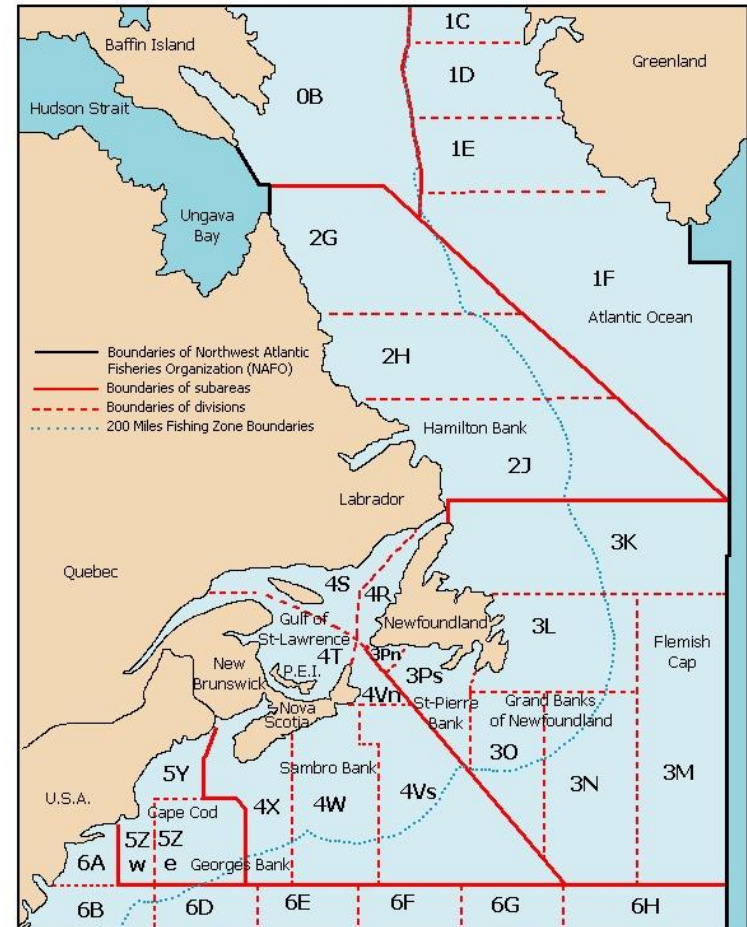 1C
Baffin Island
Greenland
1D
0B
Hudson Strait
1E
Ungava
Bay
2G
1F
Atlantic Ocean
Boundaries of Northwest Atlantic
Fisheries Organization (NAFO)
Boundaries of subareas
Boundaries of divisions
200 Miles Fishing Zone Boundaries
2H
Hamilton Bank
2J
Labrador
3K
Quebec
4S
4R
Gulf of
St-Lawrence
Newfoundland
3L
Flemish
Cap
4T
3Pn
P.E.I.
3Ps
New
Brunswick
4Vn
St-Pierre
Bank
Grand Banks
of Newfoundland
Nova
Scotia
3O
5Y
Sambro Bank
3N
3M
U.S.A.
Cape Cod
4X
4W
4Vs
5Z
w
5Z
e
6A
Georges Bank
6B
6D
6E
6F
6G
6H